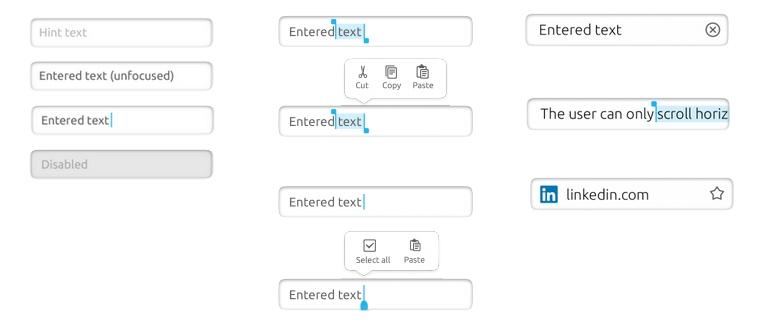 Hint text
Entered text (unfocused)
Entered text
Disabled
Entered text
Cut Copy Paste
Entered text
Entered text
Select all Paste
Entered text
Entered text
The user can only scroll horiz
in linkedin.com